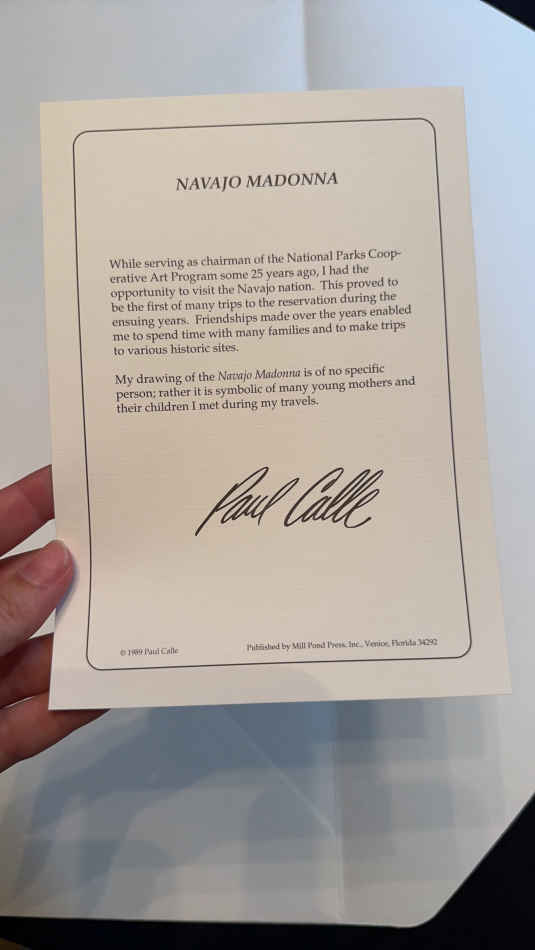 NAVAJO MADONNA
While serving as chairman of the National Parks Coop-
erative Art Program some 25 years ago, I had the
opportunity to visit the Navajo nation. This proved to
be the first of many trips to the reservation during the
ensuing years. Friendships made over the years enabled
me to spend time with many families and to make trips
to various historic sites.
My drawing of the Navajo Madonna is of no specific
person; rather it is symbolic of many young mothers and
their children I met during my travels.
Paul Calle
© 1989 Paul Calle Published by Mill Pond Press, Inc., Venice, Florida 34292